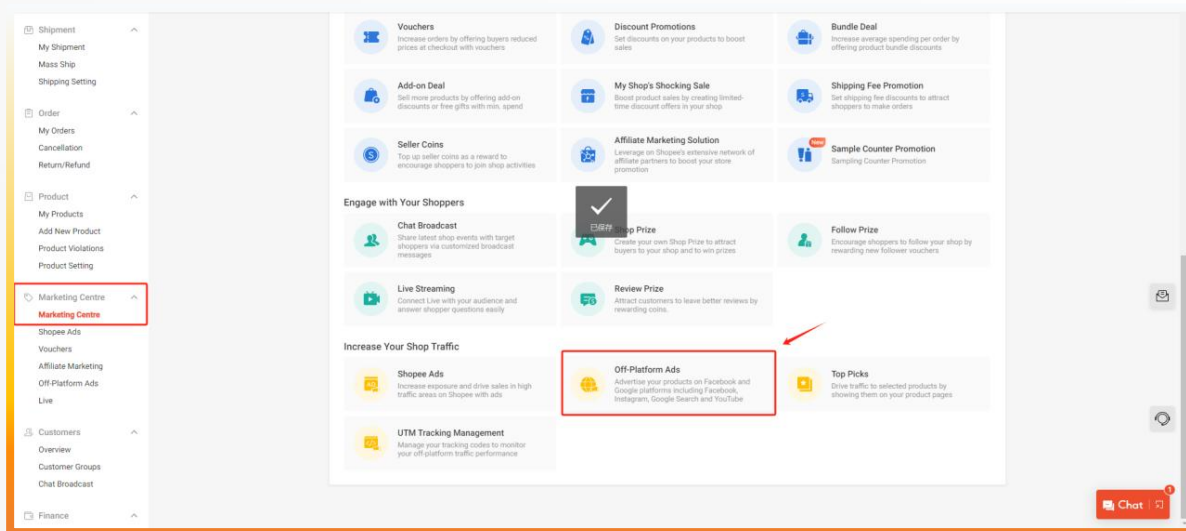 Shipment
My Shipment
Mass Ship
Shipping Setting
Order
My Orders
Cancellation
Return/Refund
Product
My Products
Add New Product
Product Violations
Product Setting
Marketing Centre
Marketing Centre
Shopee Ads
Vouchers
Affiliate Marketing
Off-Platform Ads
Live
Customers
Overview
Customer Groups
Chat Broadcast
Finance
Vouchers
Increase orders by offering buyers reduced
prices at checkout with vouchers
Discount Promotions
Set discounts on your products to boost
sales
Bundle Deal
Increase average spending per order by
offering product bundle discounts
Add-on Deal
Sell more products by offering add-on
discounts or free gifts with min. spend
My Shop's Shocking Sale
Boost product sales by creating limited-
time discount offers in your shop
Shipping Fee Promotion
Set shipping fee discounts to attract
shoppers to make orders
Seller Coins
Top up seller coins as a reward to
encourage shoppers to join shop activities
Affiliate Marketing Solution
Leverage on Shopee's extensive network of
affiliate partners to boost your store
promotion
New
Sample Counter Promotion
Sampling Counter Promotion
Engage with Your Shoppers
已保存
Chat Broadcast
Share latest shop events with target
shoppers via customized broadcast
messages
Shop Prize
Create your own Shop Prize to attract
buyers to your shop and to win prizes
Follow Prize
Encourage shoppers to follow your shop by
rewarding new follower vouchers
Live Streaming
Connect Live with your audience and
answer shopper questions easily
Review Prize
Attract customers to leave better reviews by
rewarding coins.
Increase Your Shop Traffic
Shopee Ads
Increase exposure and drive sales in high
traffic areas on Shopee with ads
Off-Platform Ads
Advertise your products on Facebook and
Google platforms including Facebook,
Instagram, Google Search and YouTube
Top Picks
Drive traffic to selected products by
showing them on your product pages
UTM Tracking Management
Manage your tracking codes to monitor
your off-platform traffic performance
Chat
1